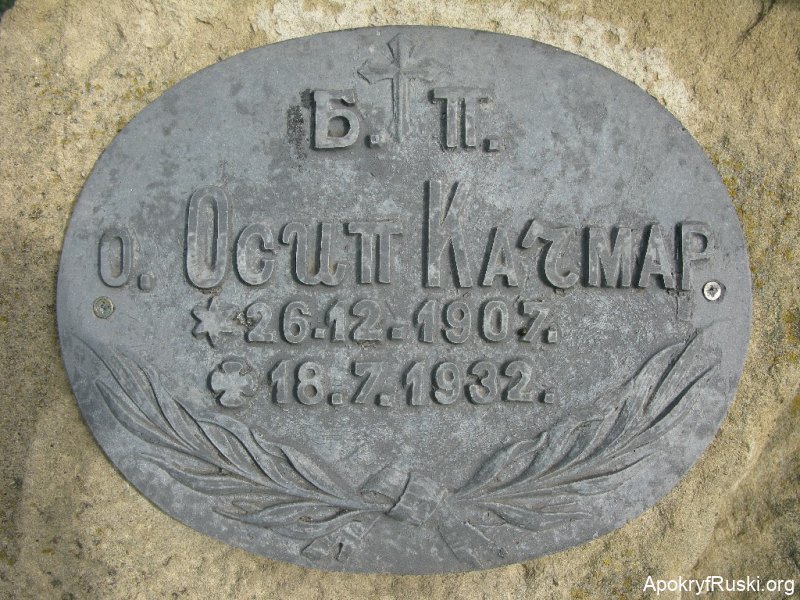 Б. П.
о. Осип Качмар
* 26.12.1907.
18.7.1932.
ApokryfRuski.org